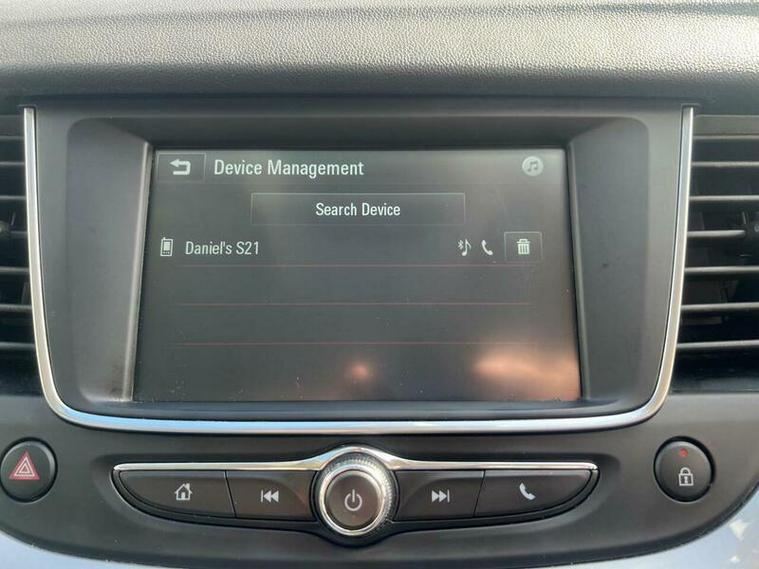 Device Management
Search Device
Daniel's S21